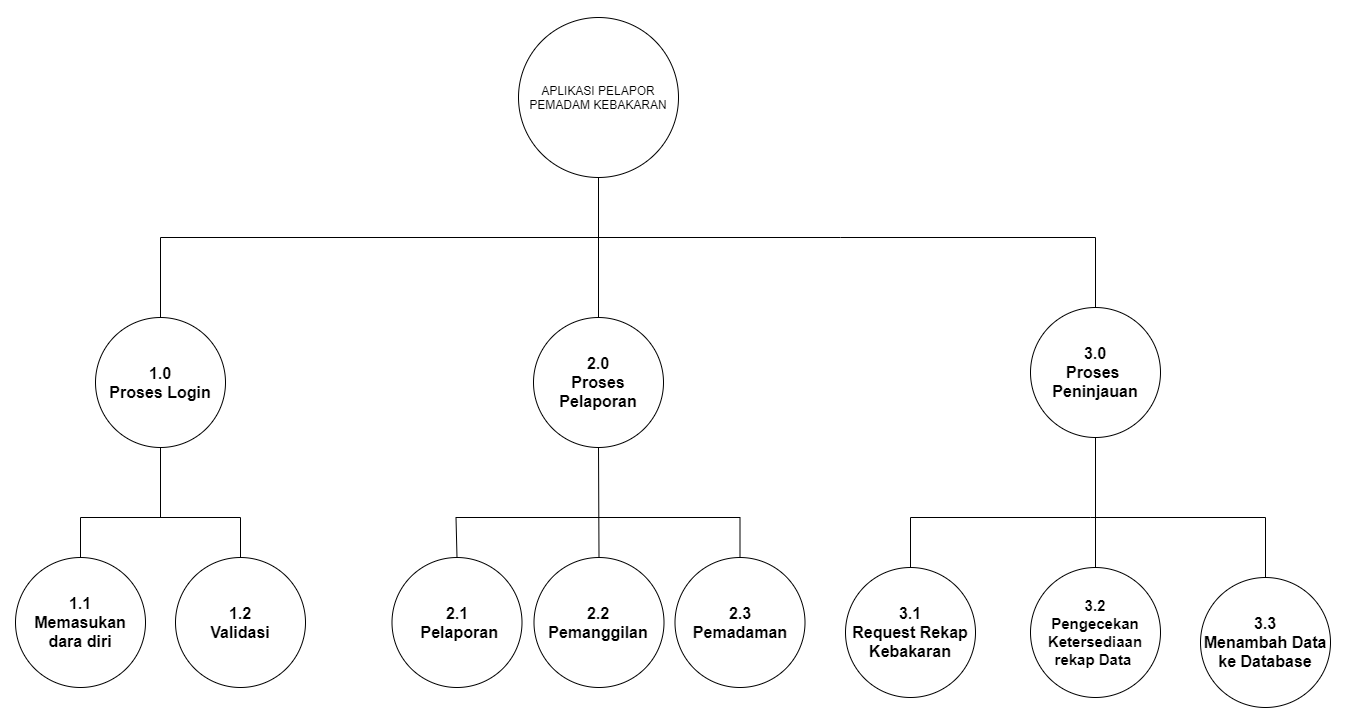 APLIKASI PELAPOR
PEMADAM KEBAKARAN
1.0
Proses Login
2.0
Proses
Pelaporan
3.0
Proses
Peninjauan
1.1
Memasukan
dara diri
1.2
Validasi
2.1
Pelaporan
2.2
Pemanggilan
2.3
Pemadaman
3.1
Request Rekap
Kebakaran
3.2
Pengecekan
Ketersediaan
rekap Data
3.3
Menambah Data
ke Database